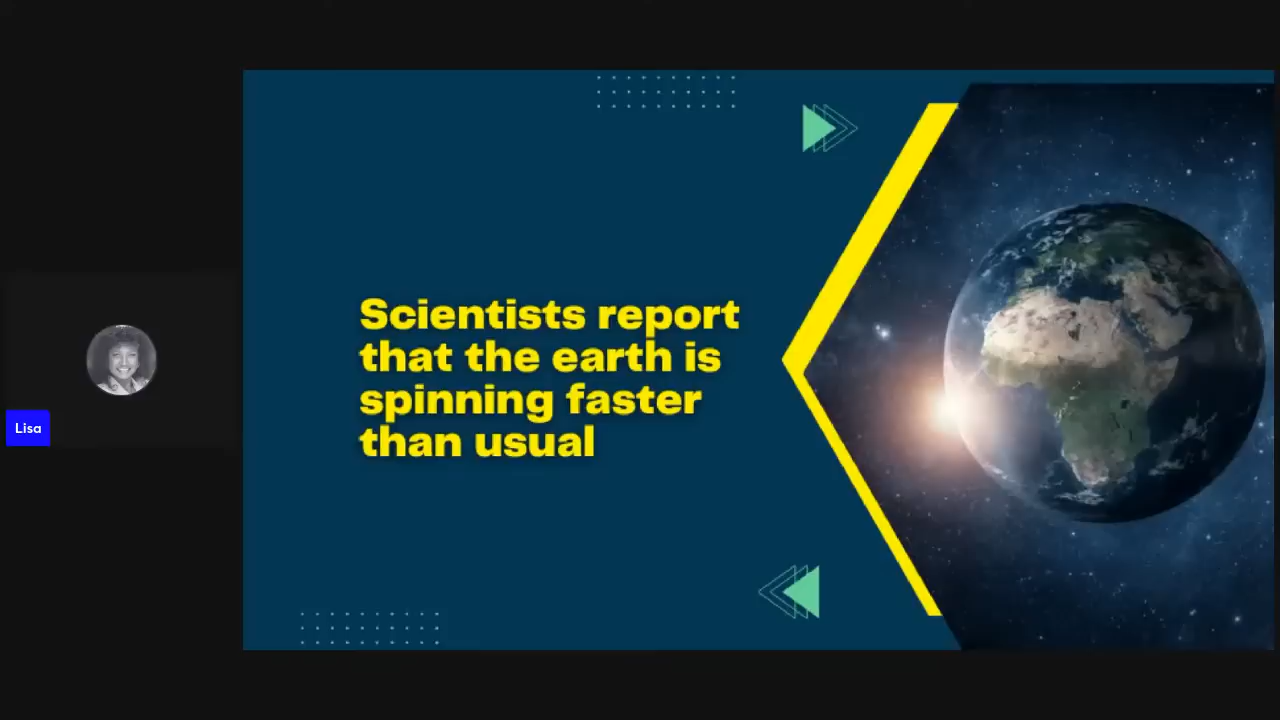 Scientists report
that the earth is
spinning faster
than usual
Lisa